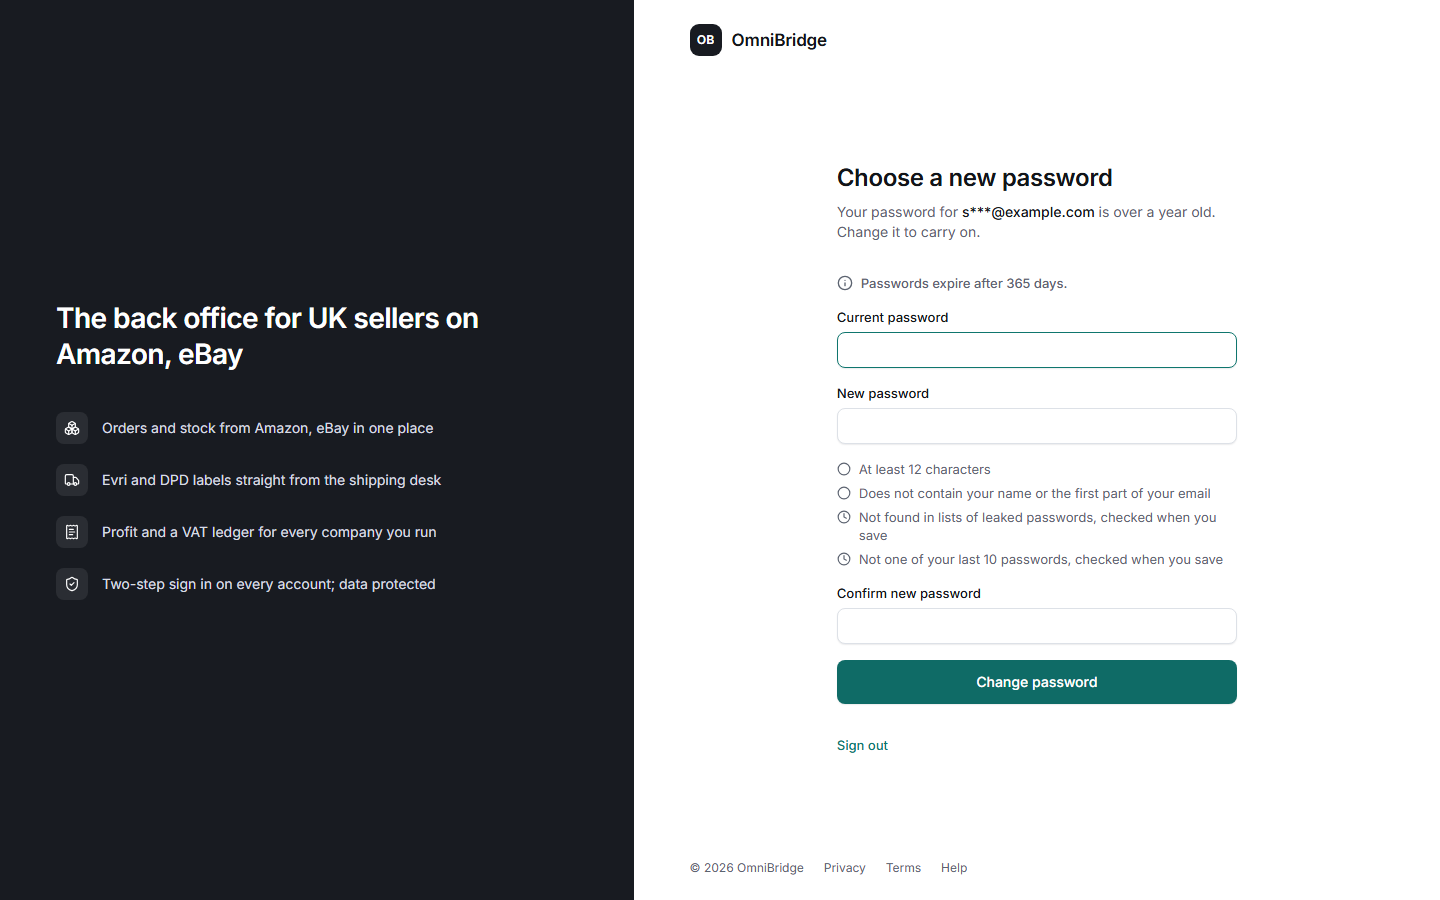 OB OmniBridge
The back office for UK sellers on
Amazon, eBay
Orders and stock from Amazon, eBay in one place
Evri and DPD labels straight from the shipping desk
Profit and a VAT ledger for every company you run
Two-step sign in on every account; data protected
Choose a new password
Your password for s***@example.com is over a year old.
Change it to carry on.
Passwords expire after 365 days.
Current password
New password
At least 12 characters
Does not contain your name or the first part of your email
Not found in lists of leaked passwords, checked when you
save
Not one of your last 10 passwords, checked when you save
Confirm new password
Change password
Sign out
© 2026 OmniBridge Privacy Terms Help